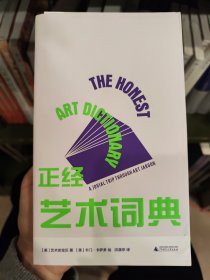 THE HONEST
ART DICTIONARY
A JOVIAL TRIP THROUGH ART JARGON
正经
艺术词典